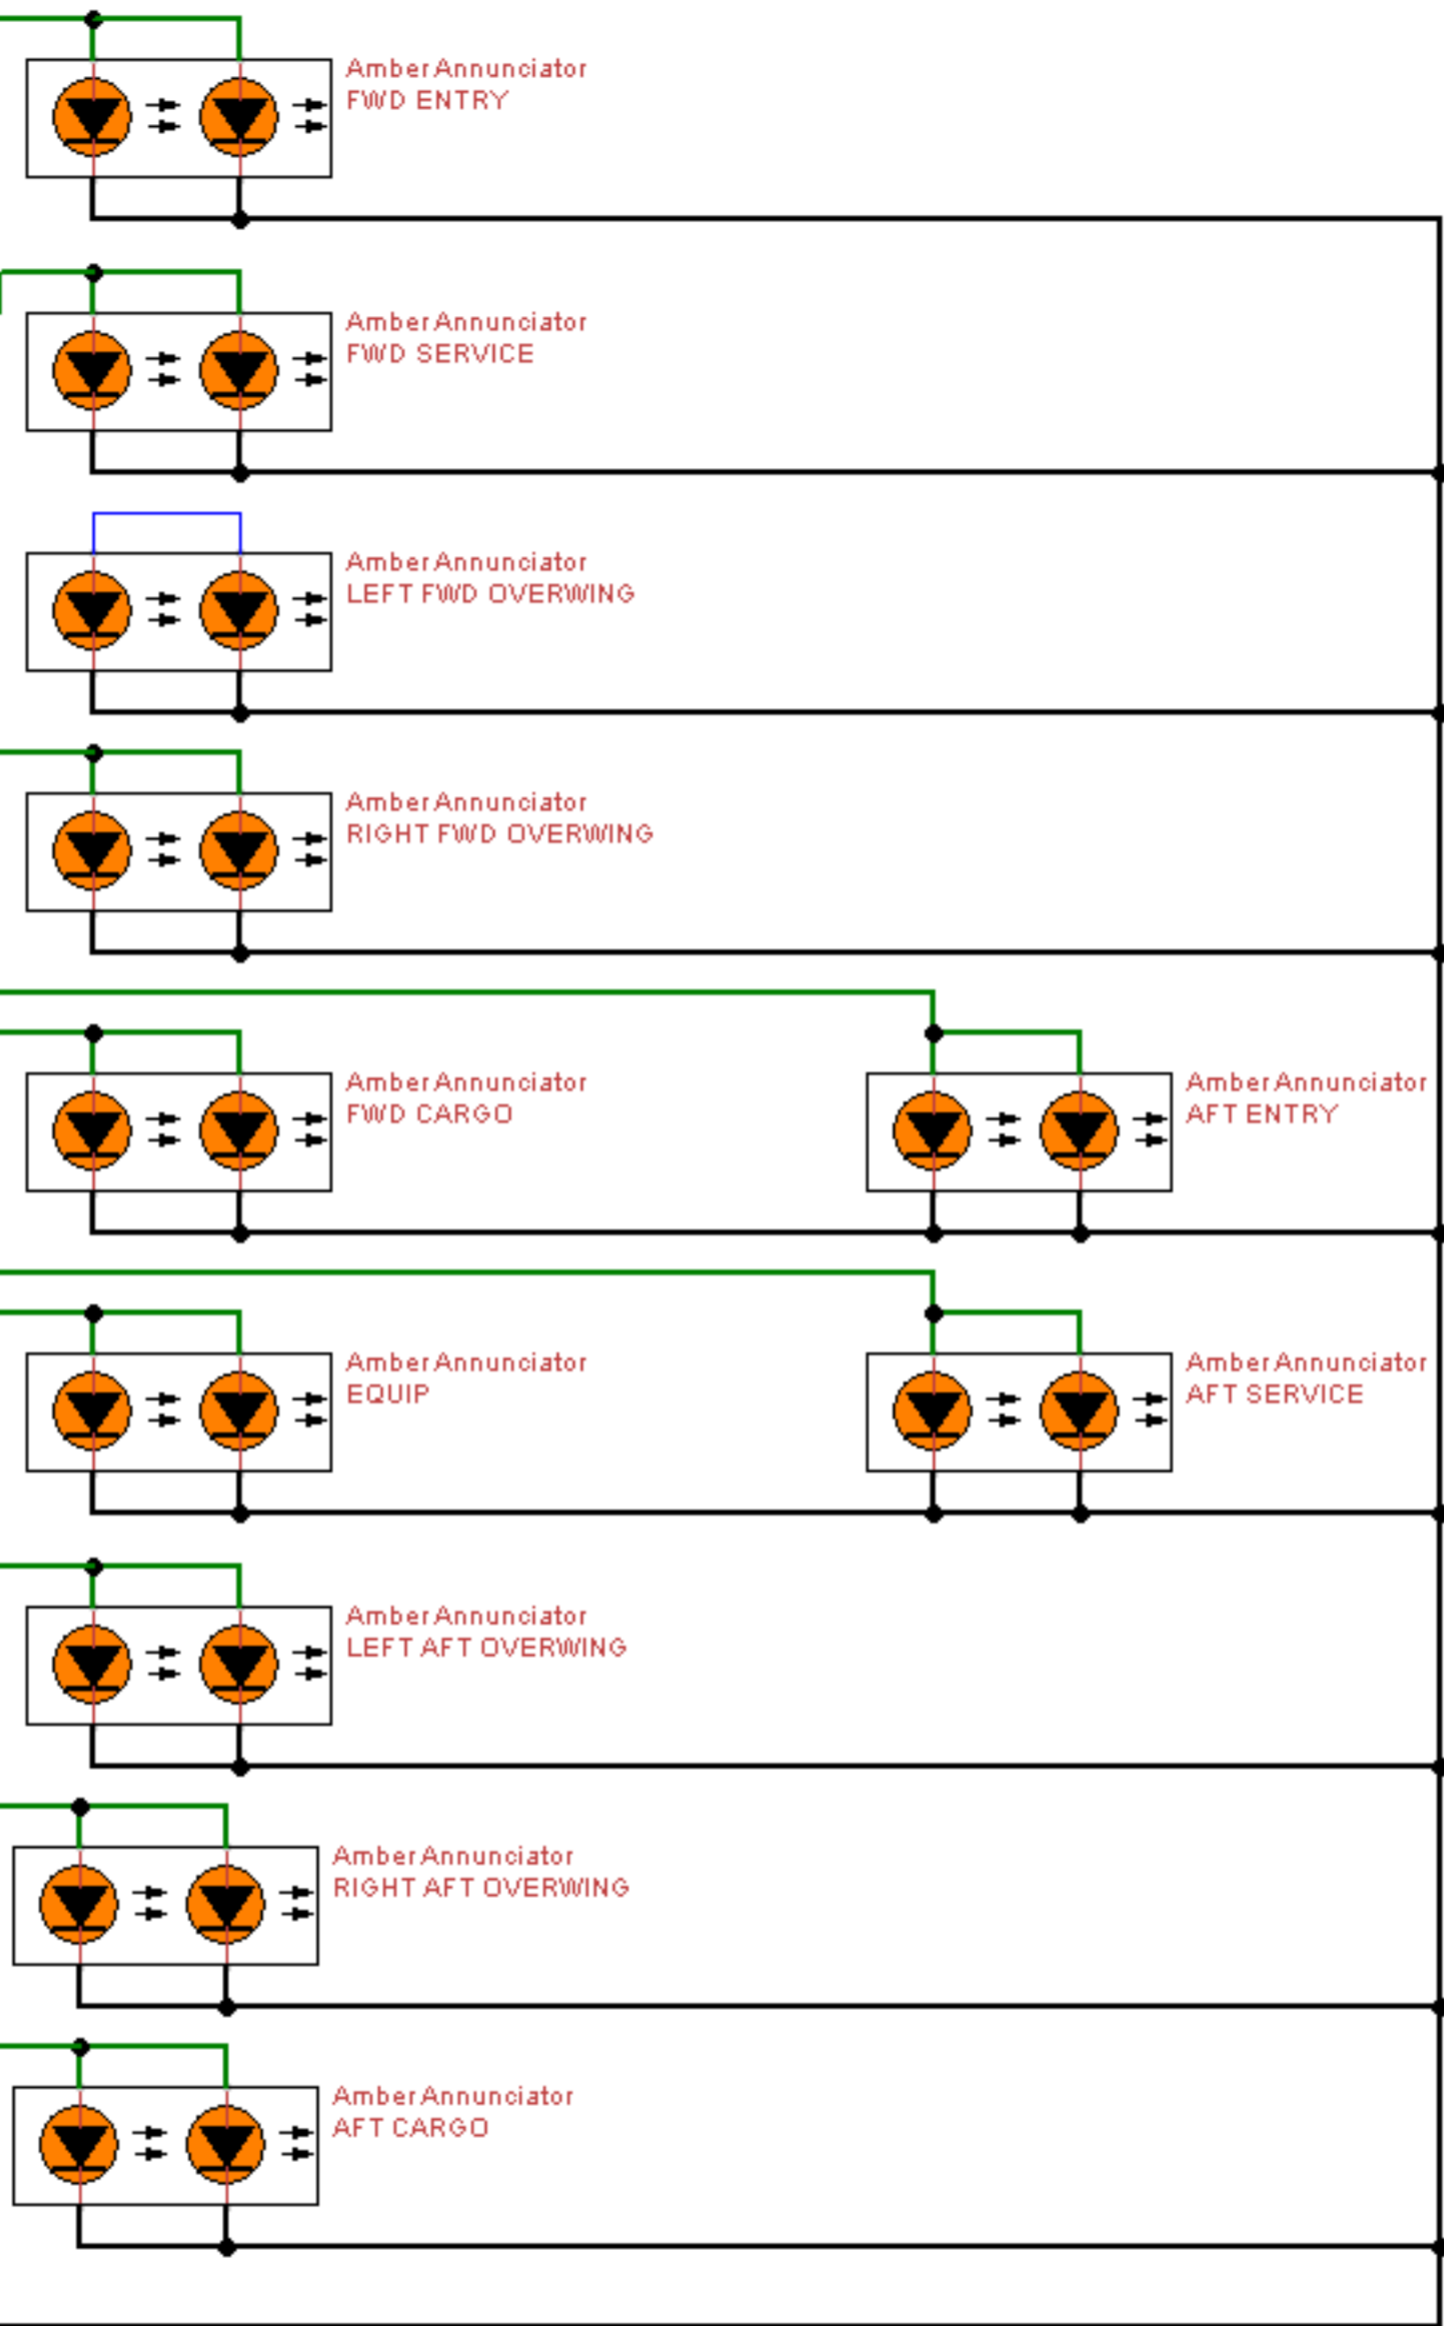 Amber Annunciator
FWD ENTRY
Amber Annunciator
FWD SERVICE
Amber Annunciator
LEFT FWD OVERWING
Amber Annunciator
RIGHT FWD OVERWING
Amber Annunciator
FWD CARGO
Amber Annunciator
AFT ENTRY
Amber Annunciator
EQUIP
Amber Annunciator
AFT SERVICE
Amber Annunciator
LEFT AFT OVERWING
Amber Annunciator
RIGHT AFT OVERWING
Amber Annunciator
AFT CARGO